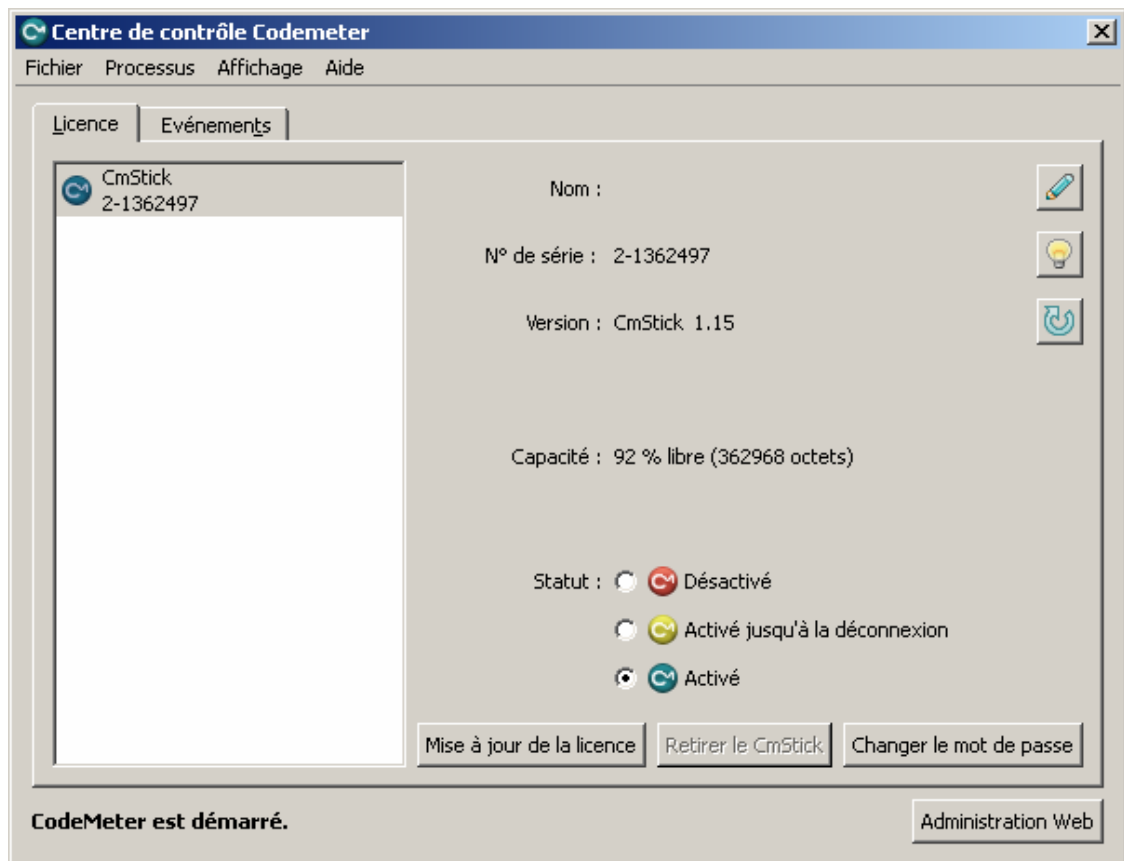 Centre de contrôle Codemeter
Fichier Processus Affichage Aide
Licence Evénements
CmStick
2-1362497
Nom :
N° de série : 2-1362497
Version : CmStick 1.15
Capacité : 92 % libre (362968 octets)
Statut : Désactivé
Activé jusqu'à la déconnexion
Activé
Mise à jour de la licence Retirer le CmStick Changer le mot de passe
CodeMeter est démarré. Administration Web